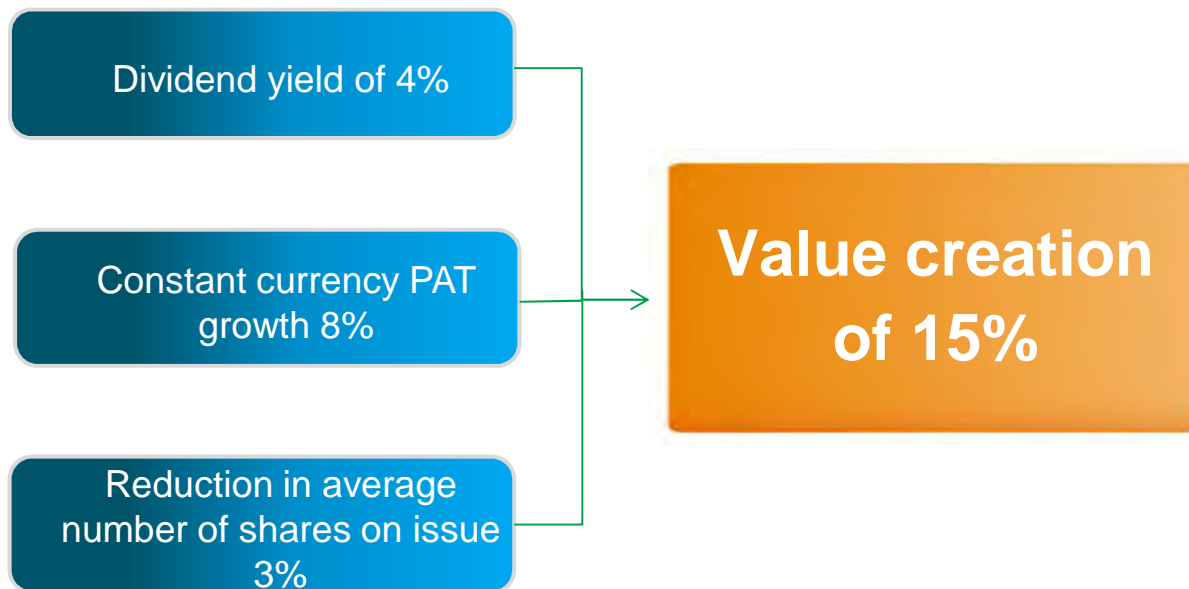 Dividend yield of 4%
Constant currency PAT
growth 8%
Reduction in average
number of shares on issue
3%
Value creation
of 15%